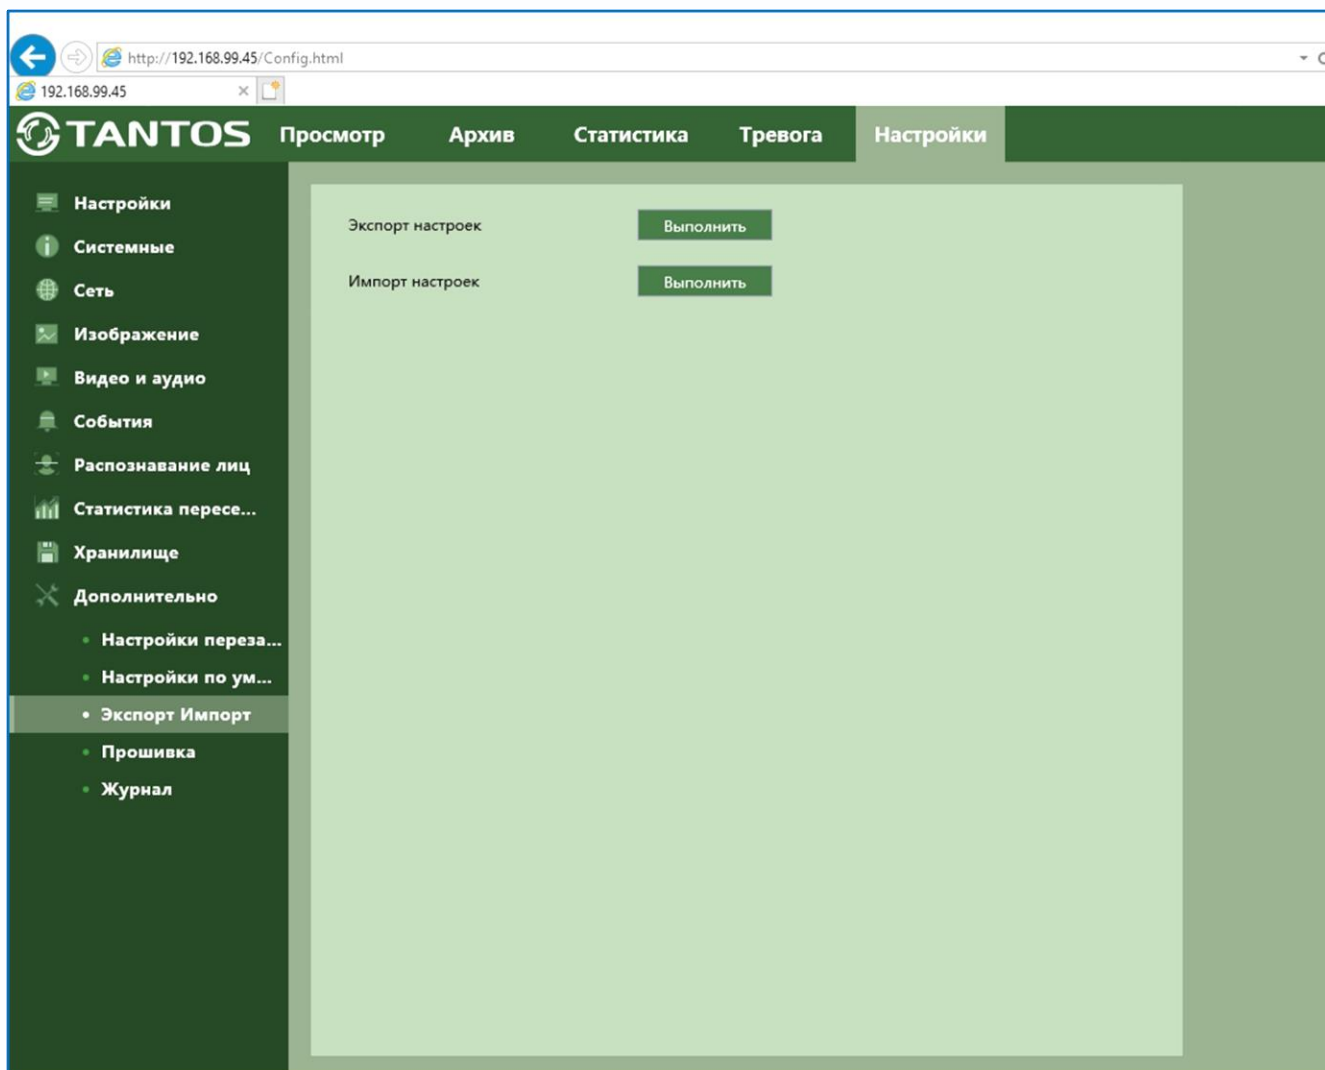 http://192.168.99.45/Config.html
192.168.99.45
TANTOS Просмотр Архив Статистика Тревога Настройки
Настройки
Системные
Сеть
Изображение
Видео и аудио
События
Распознавание лиц
Статистика пересе...
Хранилище
Дополнительно
Настройки переза...
Настройки по ум...
Экспорт Импорт
Прошивка
Журнал
Экспорт настроек Выполнить
Импорт настроек Выполнить